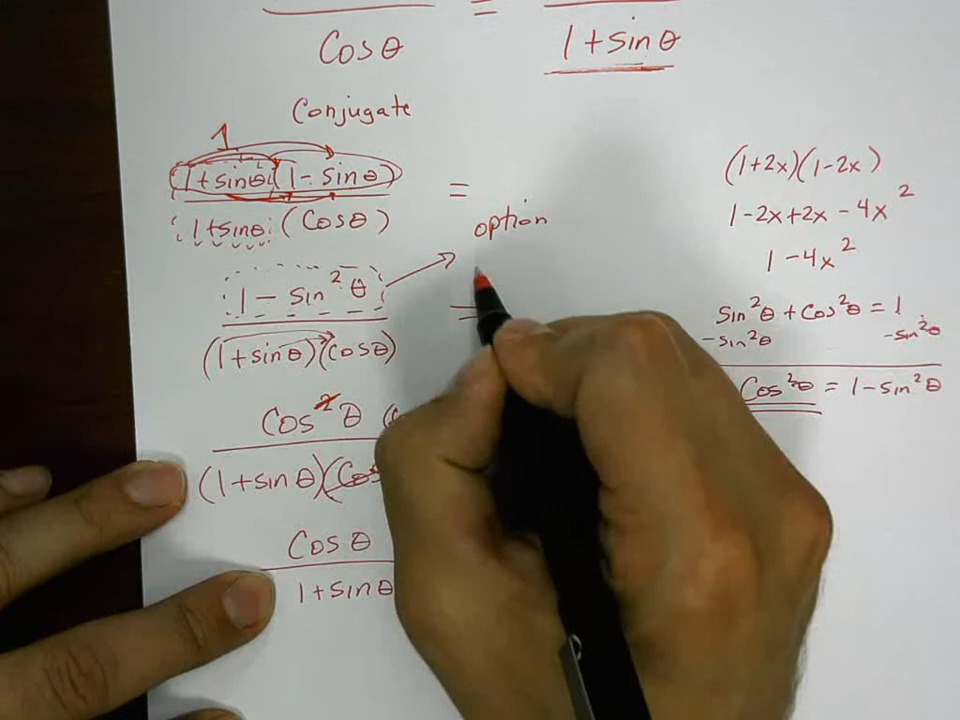 =
Cosθ 1+sinθ
Conjugate
1
(1+sinθ)(1-sinθ) =
1+sinθ (Cosθ)
option
1 - sin²θ
=
(1+sinθ)(cosθ)
Cos²θ
(1+sinθ)(Cos
Cosθ
1+sinθ
(1+2x)(1-2x)
1-2x+2x-4x²
1-4x²
sin²θ+cos²θ=1
-sin²θ -sin²θ
Cos²θ = 1-sin²θ